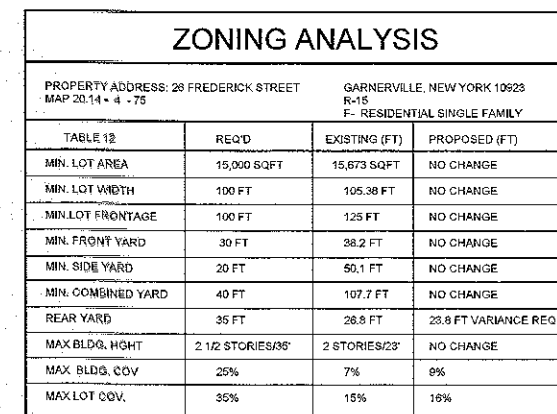 ZONING ANALYSIS
PROPERTY ADDRESS: 26 FREDERICK STREET GARNERVILLE, NEW YORK 10923
MAP 20.14 - 4 - 75 R-15
F- RESIDENTIAL SINGLE FAMILY
TABLE 12 REQ'D EXISTING (FT) PROPOSED (FT)
MIN. LOT AREA 15,000 SQFT 15,673 SQFT NO CHANGE
MIN. LOT WIDTH 100 FT 105.38 FT NO CHANGE
MIN.LOT FRONTAGE 100 FT 125 FT NO CHANGE
MIN. FRONT YARD 30 FT 38.2 FT NO CHANGE
MIN. SIDE YARD 20 FT 50.1 FT NO CHANGE
MIN. COMBINED YARD 40 FT 107.7 FT NO CHANGE
REAR YARD 35 FT 26.8 FT 23.8 FT VARIANCE REQ
MAX BLDG. HGHT 2 1/2 STORIES/35' 2 STORIES/23' NO CHANGE
MAX. BLDG. COV 25% 7% 9%
MAX LOT COV. 35% 15% 16%